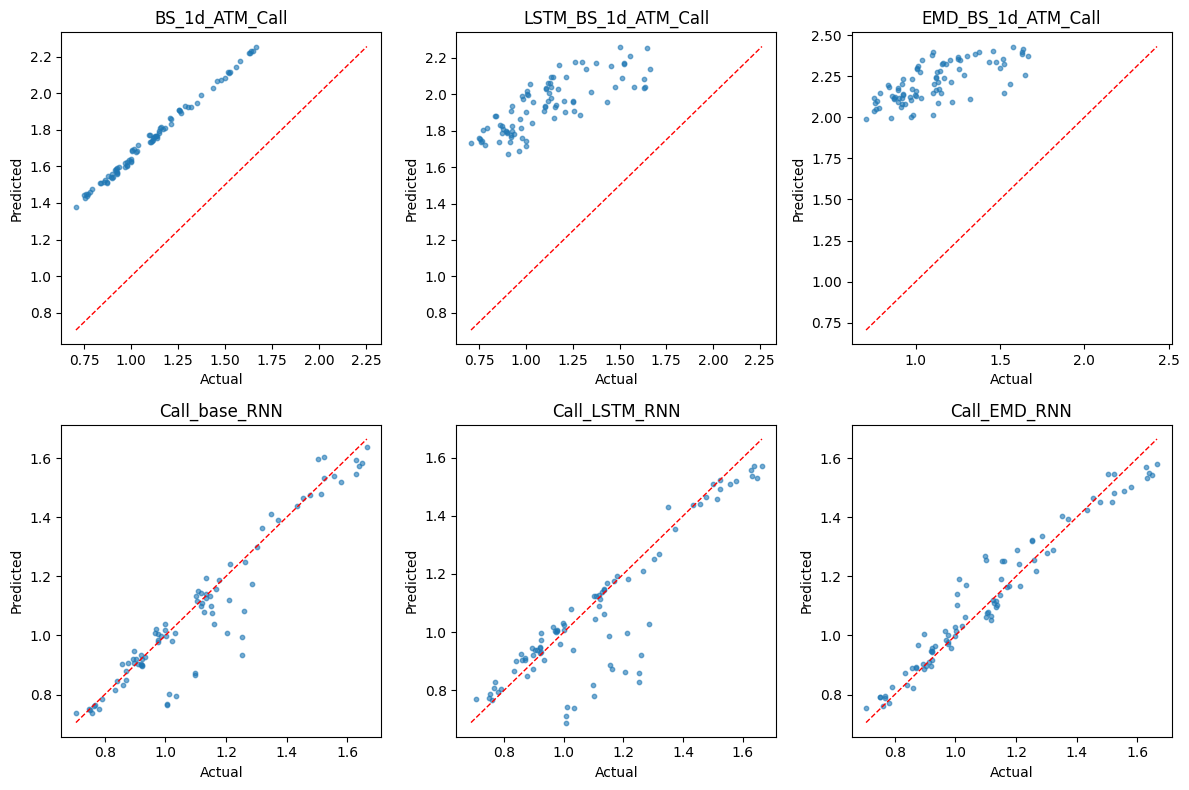 BS_1d_ATM_Call
Predicted
2.2
2.0
1.8
1.6
1.4
1.2
1.0
0.8
0.75 1.00 1.25 1.50 1.75 2.00 2.25
Actual
LSTM_BS_1d_ATM_Call
Predicted
2.2
2.0
1.8
1.6
1.4
1.2
1.0
0.8
0.75 1.00 1.25 1.50 1.75 2.00 2.25
Actual
EMD_BS_1d_ATM_Call
Predicted
2.50
2.25
2.00
1.75
1.50
1.25
1.00
0.75
1.0 1.5 2.0 2.5
Actual
Call_base_RNN
Predicted
1.6
1.4
1.2
1.0
0.8
0.8 1.0 1.2 1.4 1.6
Actual
Call_LSTM_RNN
Predicted
1.6
1.4
1.2
1.0
0.8
0.8 1.0 1.2 1.4 1.6
Actual
Call_EMD_RNN
Predicted
1.6
1.4
1.2
1.0
0.8
0.8 1.0 1.2 1.4 1.6
Actual